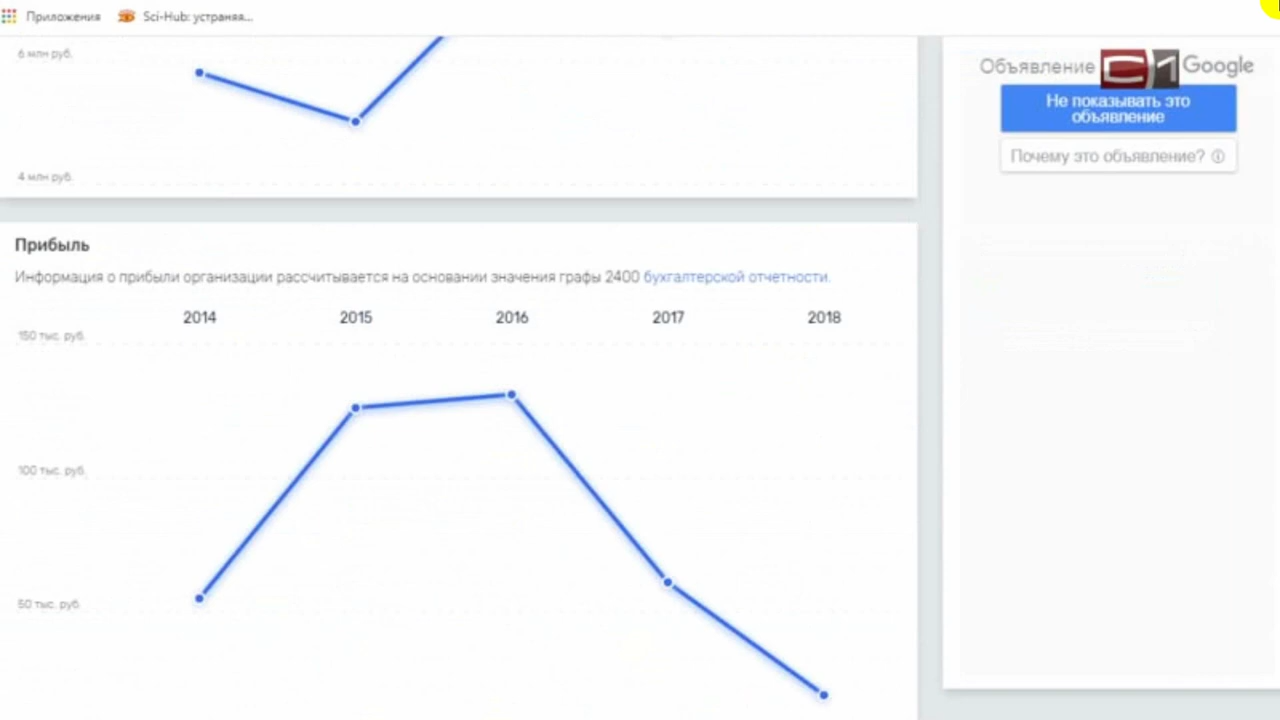 Приложения
Sci-Hub: устраняя...
6 млн руб.
4 млн руб.
Прибыль
Информация о прибыли организации рассчитывается на основании значения графы 2400 бухгалтерской отчетности.
2014 2015 2016 2017 2018
150 тыс. руб.
100 тыс. руб.
50 тыс. руб.
Объявление Google
С1
Не показывать это
объявление
Почему это объявление?